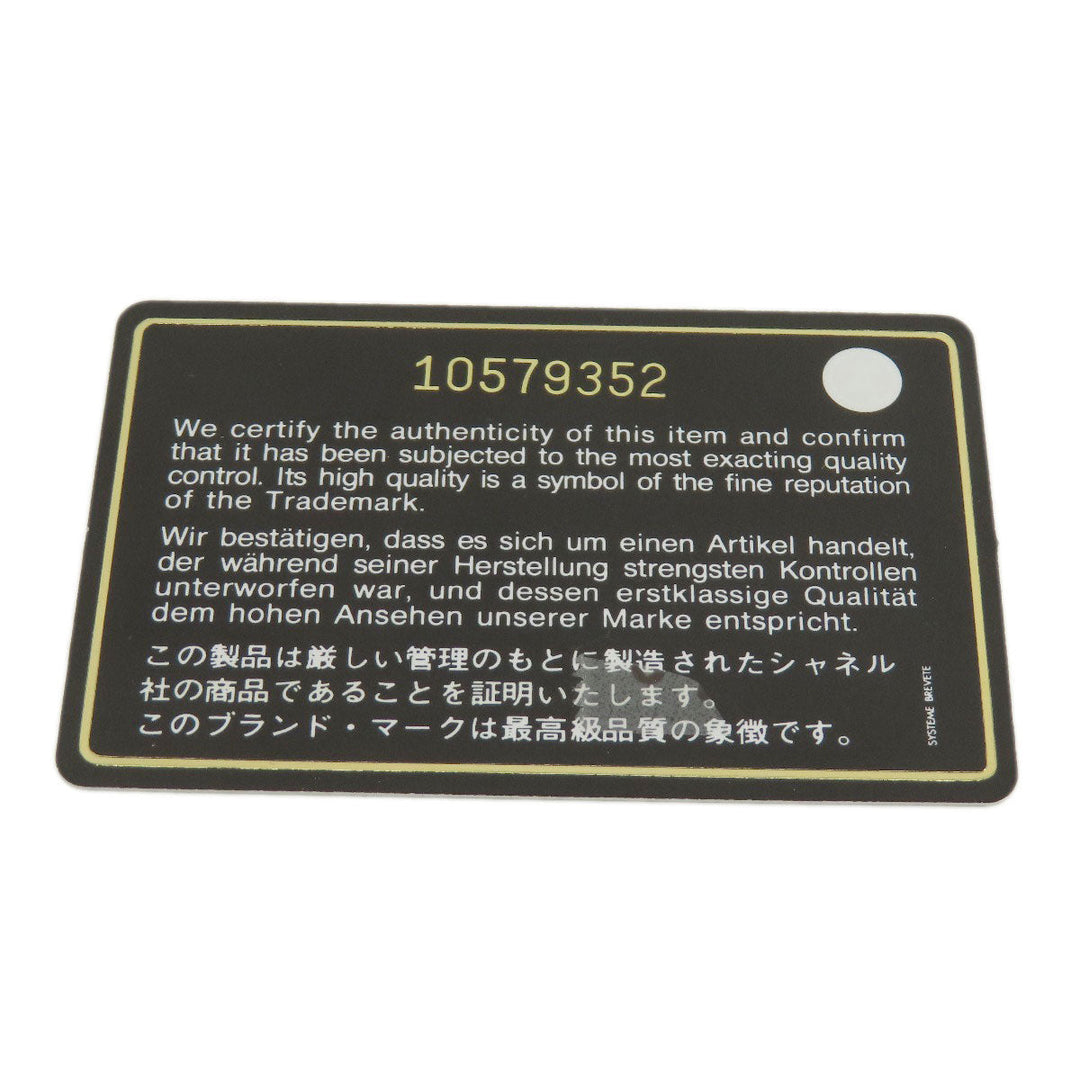 10579352
We certify the authenticity of this item and confirm
that it has been subjected to the most exacting quality
control. Its high quality is a symbol of the fine reputation
of the Trademark.
Wir bestätigen, dass es sich um einen Artikel handelt,
der während seiner Herstellung strengsten Kontrollen
unterworfen war, und dessen erstklassige Qualität
dem hohen Ansehen unserer Marke entspricht.
この製品は厳しい管理のもとに製造されたシャネル
社の商品であることを証明いたします。
このブランド・マークは最高級品質の象徴です。
SYSTEME BREVETE